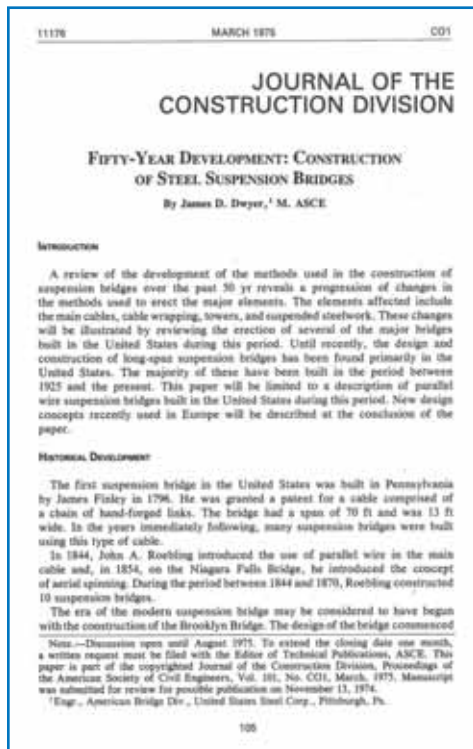 11176 MARCH 1975 CO1
JOURNAL OF THE
CONSTRUCTION DIVISION
FIFTY-YEAR DEVELOPMENT: CONSTRUCTION
OF STEEL SUSPENSION BRIDGES
By James D. Dwyer,¹ M. ASCE
INTRODUCTION
A review of the development of the methods used in the construction of
suspension bridges over the past 50 yr reveals a progression of changes in
the methods used to erect the major elements. The elements affected include
the main cables, cable wrapping, towers, and suspended steelwork. These changes
will be illustrated by reviewing the erection of several of the major bridges
built in the United States during this period. Until recently, the design and
construction of long-span suspension bridges has been found primarily in the
United States. The majority of these have been built in the period between
1925 and the present. This paper will be limited to a description of parallel
wire suspension bridges built in the United States during this period. New design
concepts recently used in Europe will be described at the conclusion of the
paper.
HISTORICAL DEVELOPMENT
The first suspension bridge in the United States was built in Pennsylvania
by James Finley in 1796. He was granted a patent for a cable comprised of
a chain of hand-forged links. The bridge had a span of 70 ft and was 13 ft
wide. In the years immediately following, many suspension bridges were built
using this type of cable.
In 1844, John A. Roebling introduced the use of parallel wire in the main
cable and, in 1854, on the Niagara Falls Bridge, he introduced the concept
of aerial spinning. During the period between 1844 and 1870, Roebling constructed
10 suspension bridges.
The era of the modern suspension bridge may be considered to have begun
with the construction of the Brooklyn Bridge. The design of the bridge commenced
Note.—Discussion open until August 1975. To extend the closing date one month,
a written request must be filed with the Editor of Technical Publications, ASCE. This
paper is part of the copyrighted Journal of the Construction Division, Proceedings of
the American Society of Civil Engineers, Vol. 101, No. CO1, March, 1975. Manuscript
was submitted for review for possible publication on November 13, 1974.
¹Engr., American Bridge Div., United States Steel Corp., Pittsburgh, Pa.
105